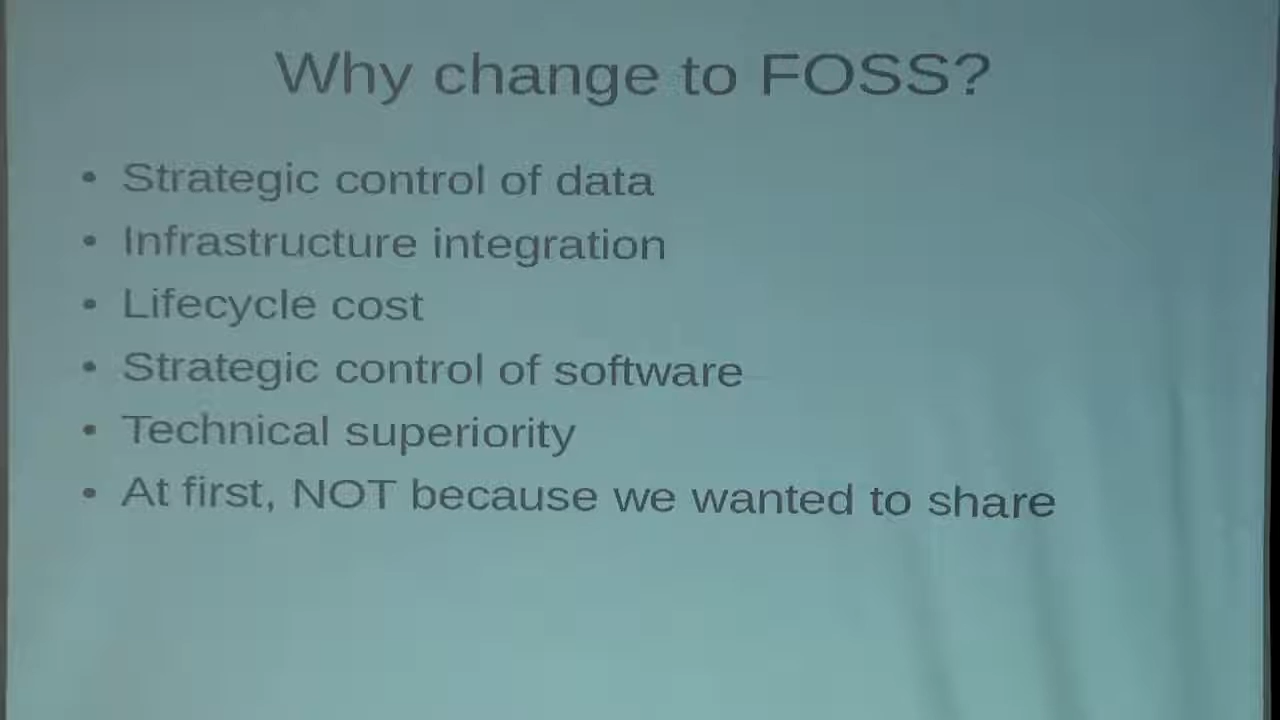 Why change to FOSS?
• Strategic control of data
• Infrastructure integration
• Lifecycle cost
• Strategic control of software
• Technical superiority
• At first, NOT because we wanted to share